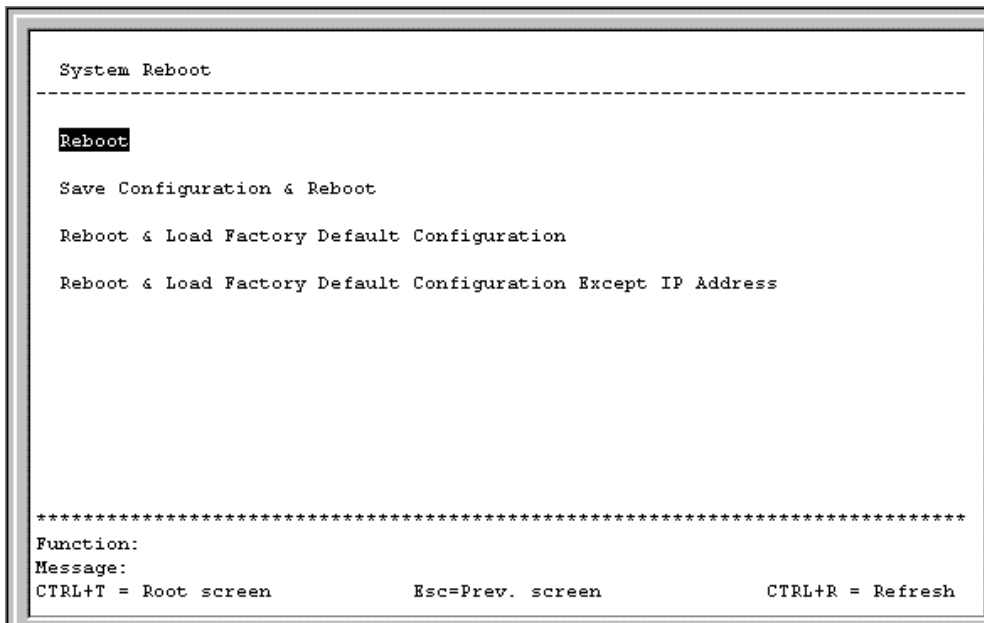 System Reboot
--------------------------------------------------------------------------------
Reboot
Save Configuration & Reboot
Reboot & Load Factory Default Configuration
Reboot & Load Factory Default Configuration Except IP Address
********************************************************************************
Function:
Message:
CTRL+T = Root screen Esc=Prev. screen CTRL+R = Refresh